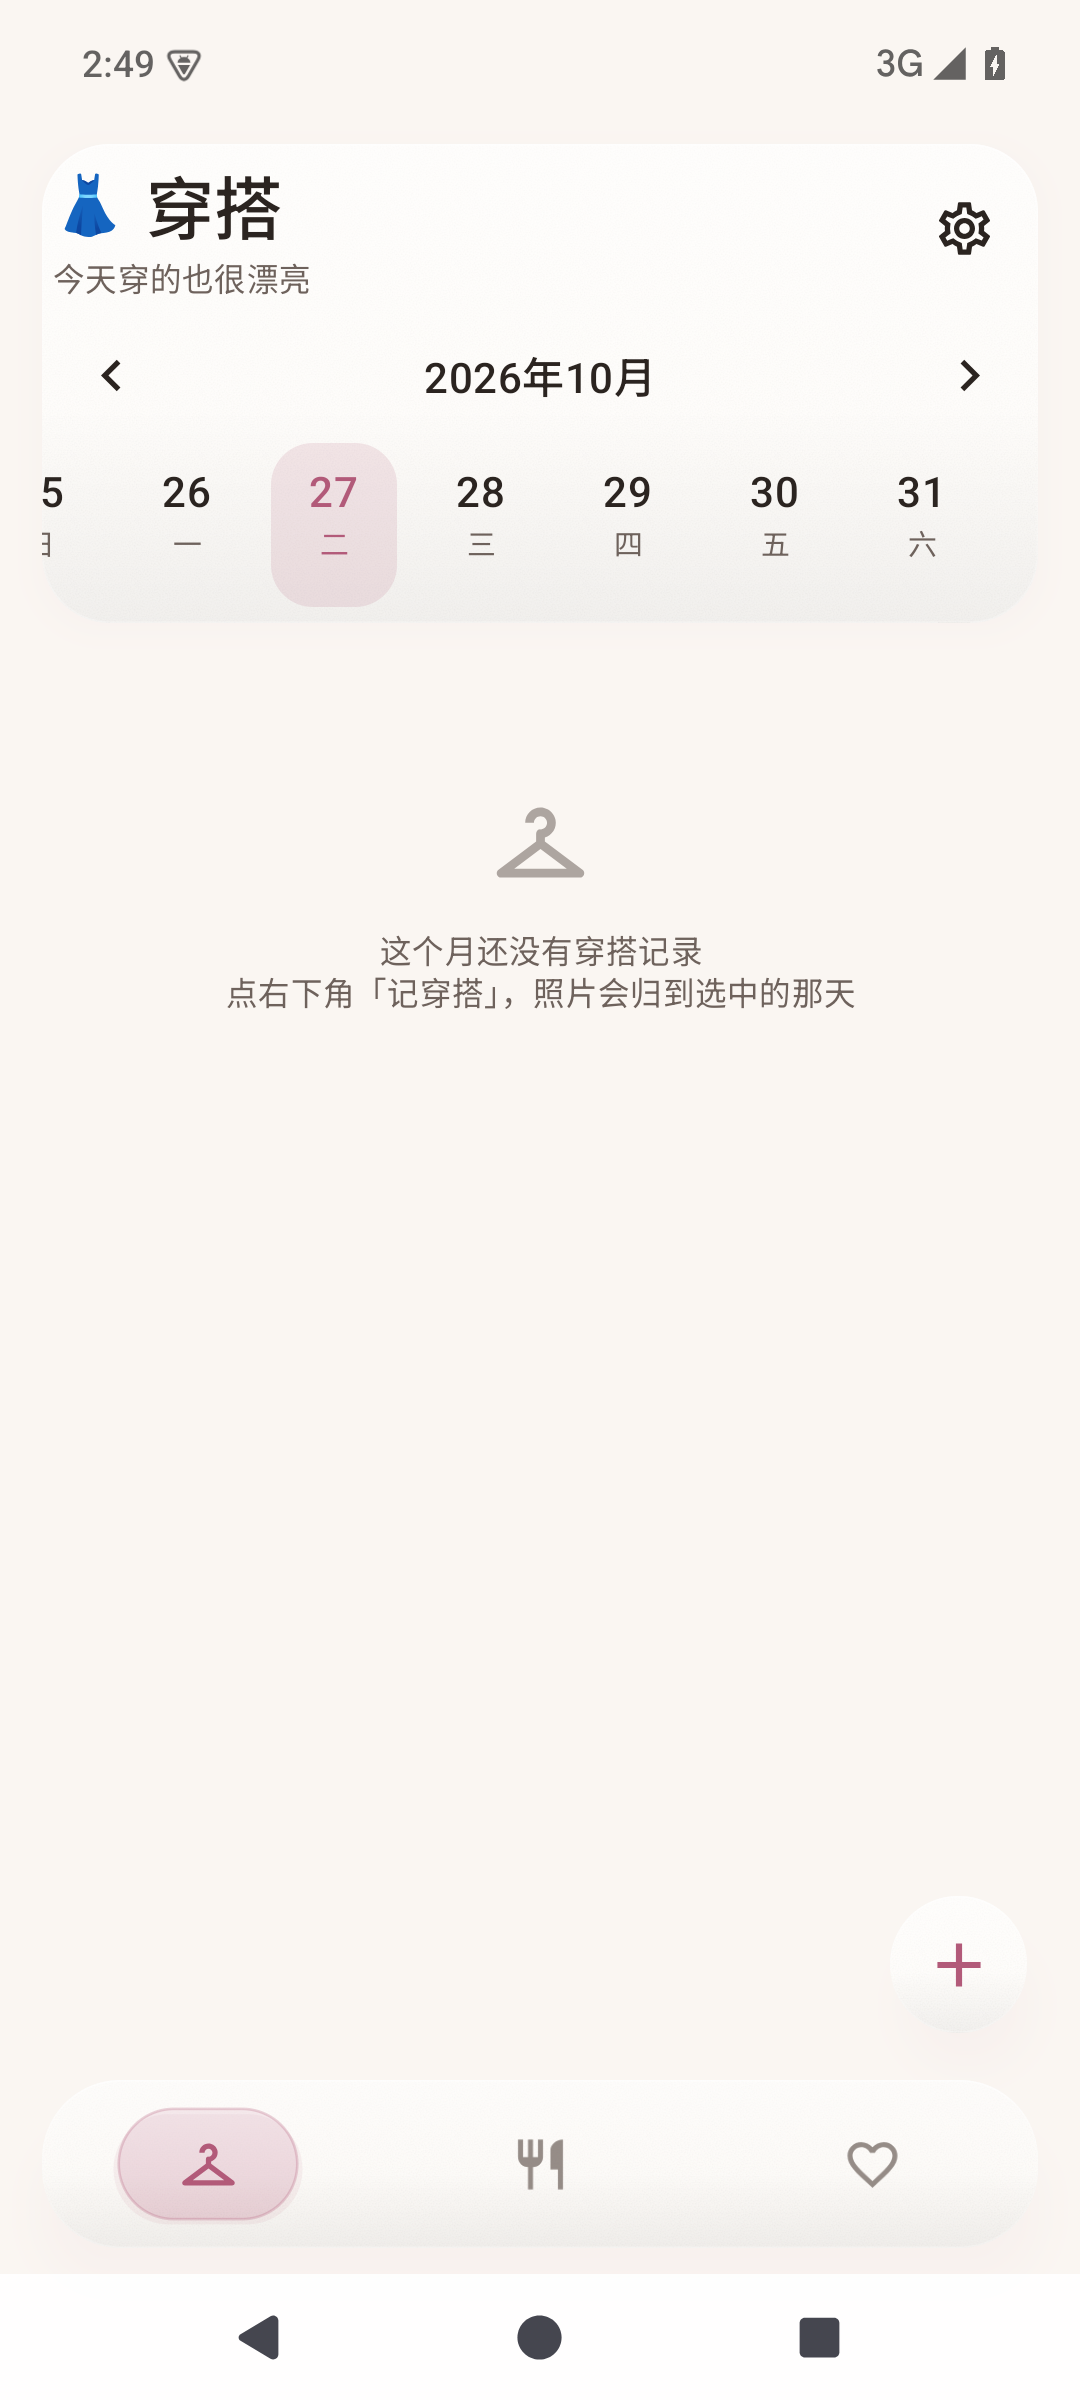 2:49
3G
穿搭
今天穿的也很漂亮
2026年10月
5 26 27 28 29 30 31
日 一 二 三 四 五 六
这个月还没有穿搭记录
点右下角「记穿搭」，照片会归到选中的那天